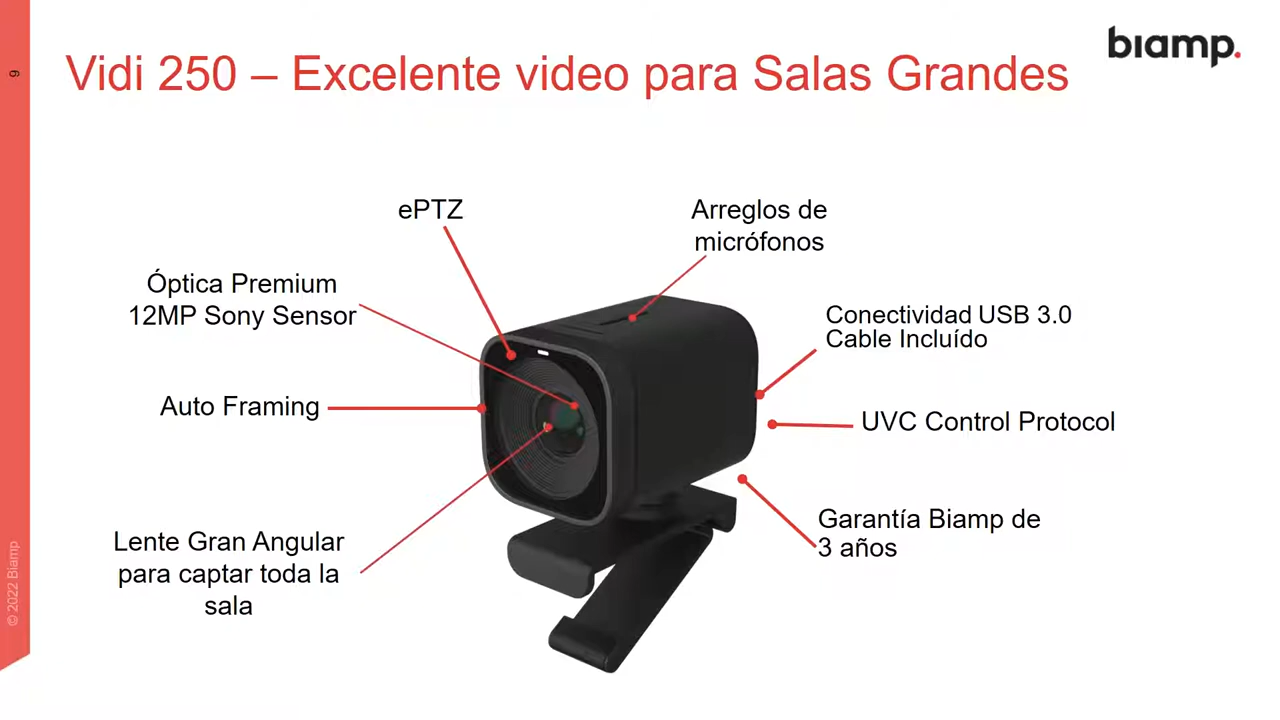 biamp.
9
Vidi 250 – Excelente video para Salas Grandes
ePTZ
Arreglos de
micrófonos
Óptica Premium
12MP Sony Sensor
Conectividad USB 3.0
Cable Incluído
Auto Framing
UVC Control Protocol
Garantía Biamp de
3 años
Lente Gran Angular
para captar toda la
sala
© 2022 Biamp